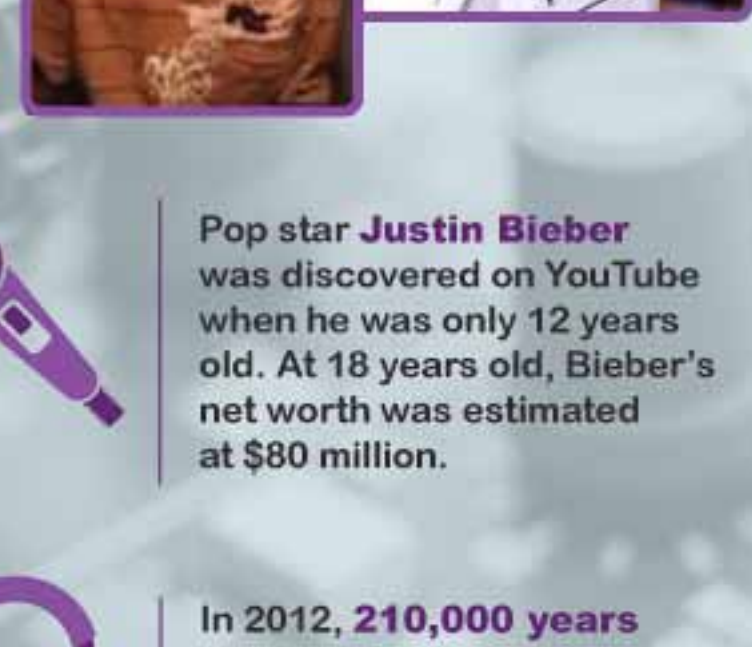 Pop star Justin Bieber
was discovered on YouTube
when he was only 12 years
old. At 18 years old, Bieber's
net worth was estimated
at $80 million.
In 2012, 210,000 years